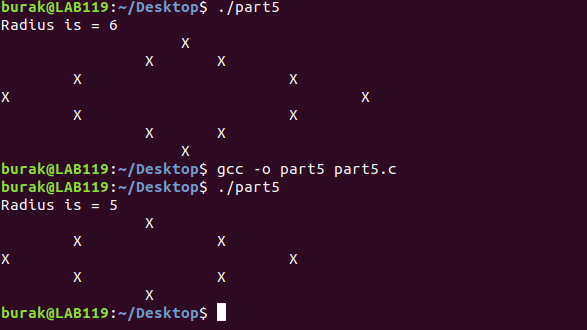 burak@LAB119:~/Desktop$ ./part5
Radius is = 6
                    X
                X       X
        X                       X
X                                       X
        X                       X
                X       X
                    X
burak@LAB119:~/Desktop$ gcc -o part5 part5.c
burak@LAB119:~/Desktop$ ./part5
Radius is = 5
                X
        X               X
X                               X
        X               X
                X
burak@LAB119:~/Desktop$